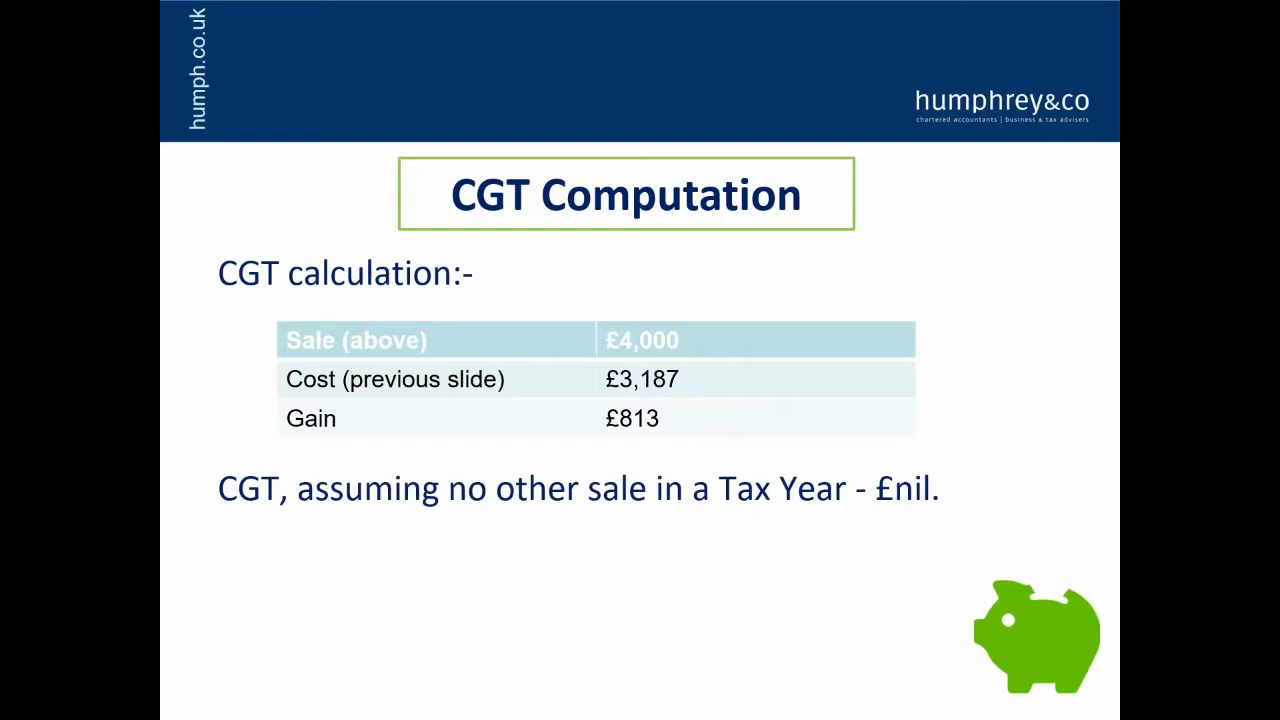 humph.co.uk
humphrey&co
chartered accountants | business & tax advisers
CGT Computation
CGT calculation:-
Sale (above) £4,000
Cost (previous slide) £3,187
Gain £813
CGT, assuming no other sale in a Tax Year - £nil.